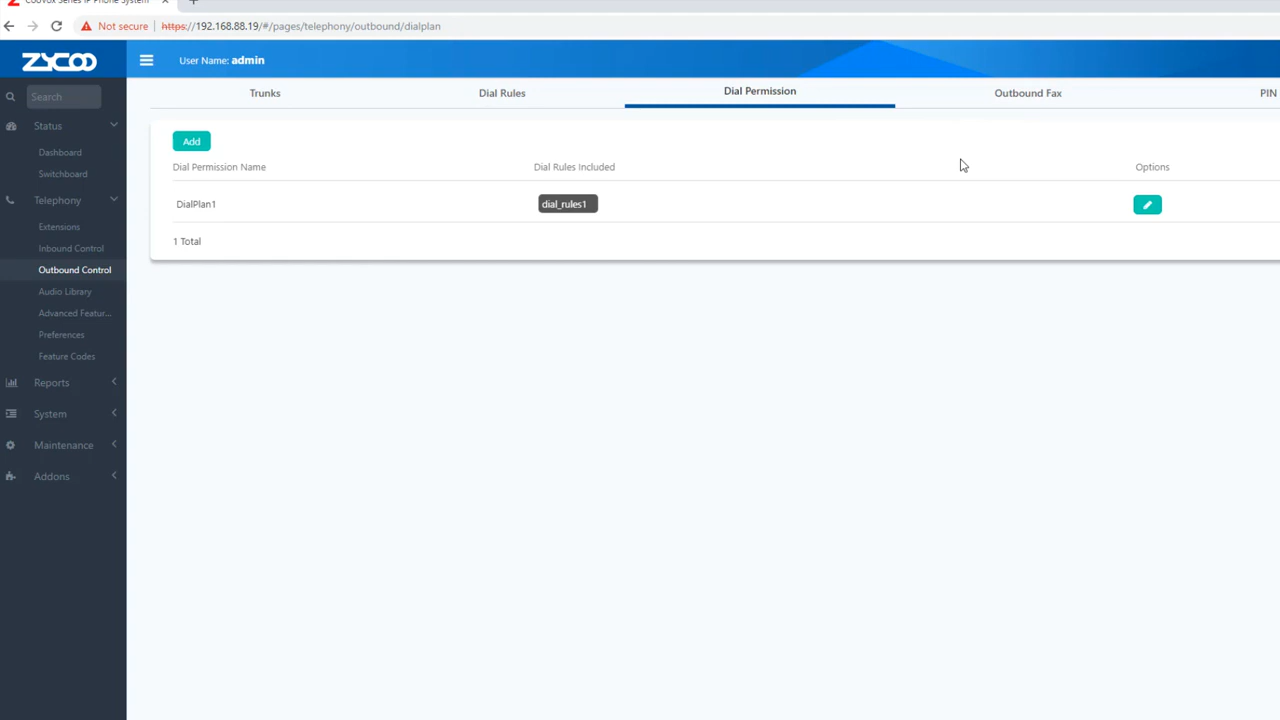 CooVox Series IP Phone System
Not secure https://192.168.88.19/#/pages/telephony/outbound/dialplan
ZYCOO
User Name: admin
Search
Status
Dashboard
Switchboard
Telephony
Extensions
Inbound Control
Outbound Control
Audio Library
Advanced Featur...
Preferences
Feature Codes
Reports
System
Maintenance
Addons
Trunks
Dial Rules
Dial Permission
Outbound Fax
PIN
Add
Dial Permission Name
Dial Rules Included
Options
DialPlan1
dial_rules1
1 Total